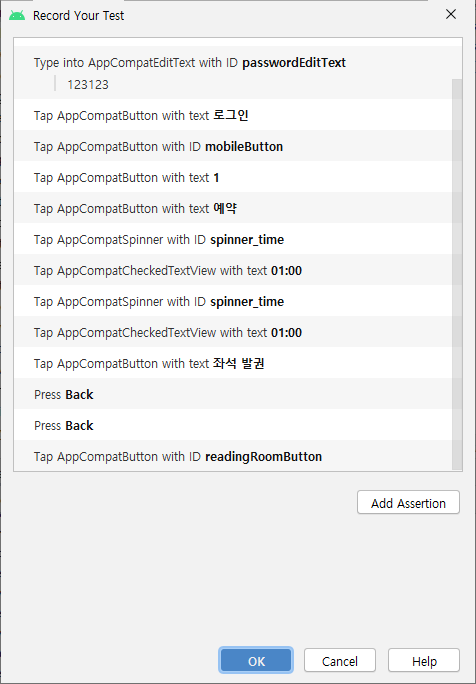 Record Your Test
Type into AppCompatEditText with ID passwordEditText
123123
Tap AppCompatButton with text 로그인
Tap AppCompatButton with ID mobileButton
Tap AppCompatButton with text 1
Tap AppCompatButton with text 예약
Tap AppCompatSpinner with ID spinner_time
Tap AppCompatCheckedTextView with text 01:00
Tap AppCompatSpinner with ID spinner_time
Tap AppCompatCheckedTextView with text 01:00
Tap AppCompatButton with text 좌석 발권
Press Back
Press Back
Tap AppCompatButton with ID readingRoomButton
Add Assertion
OK
Cancel
Help